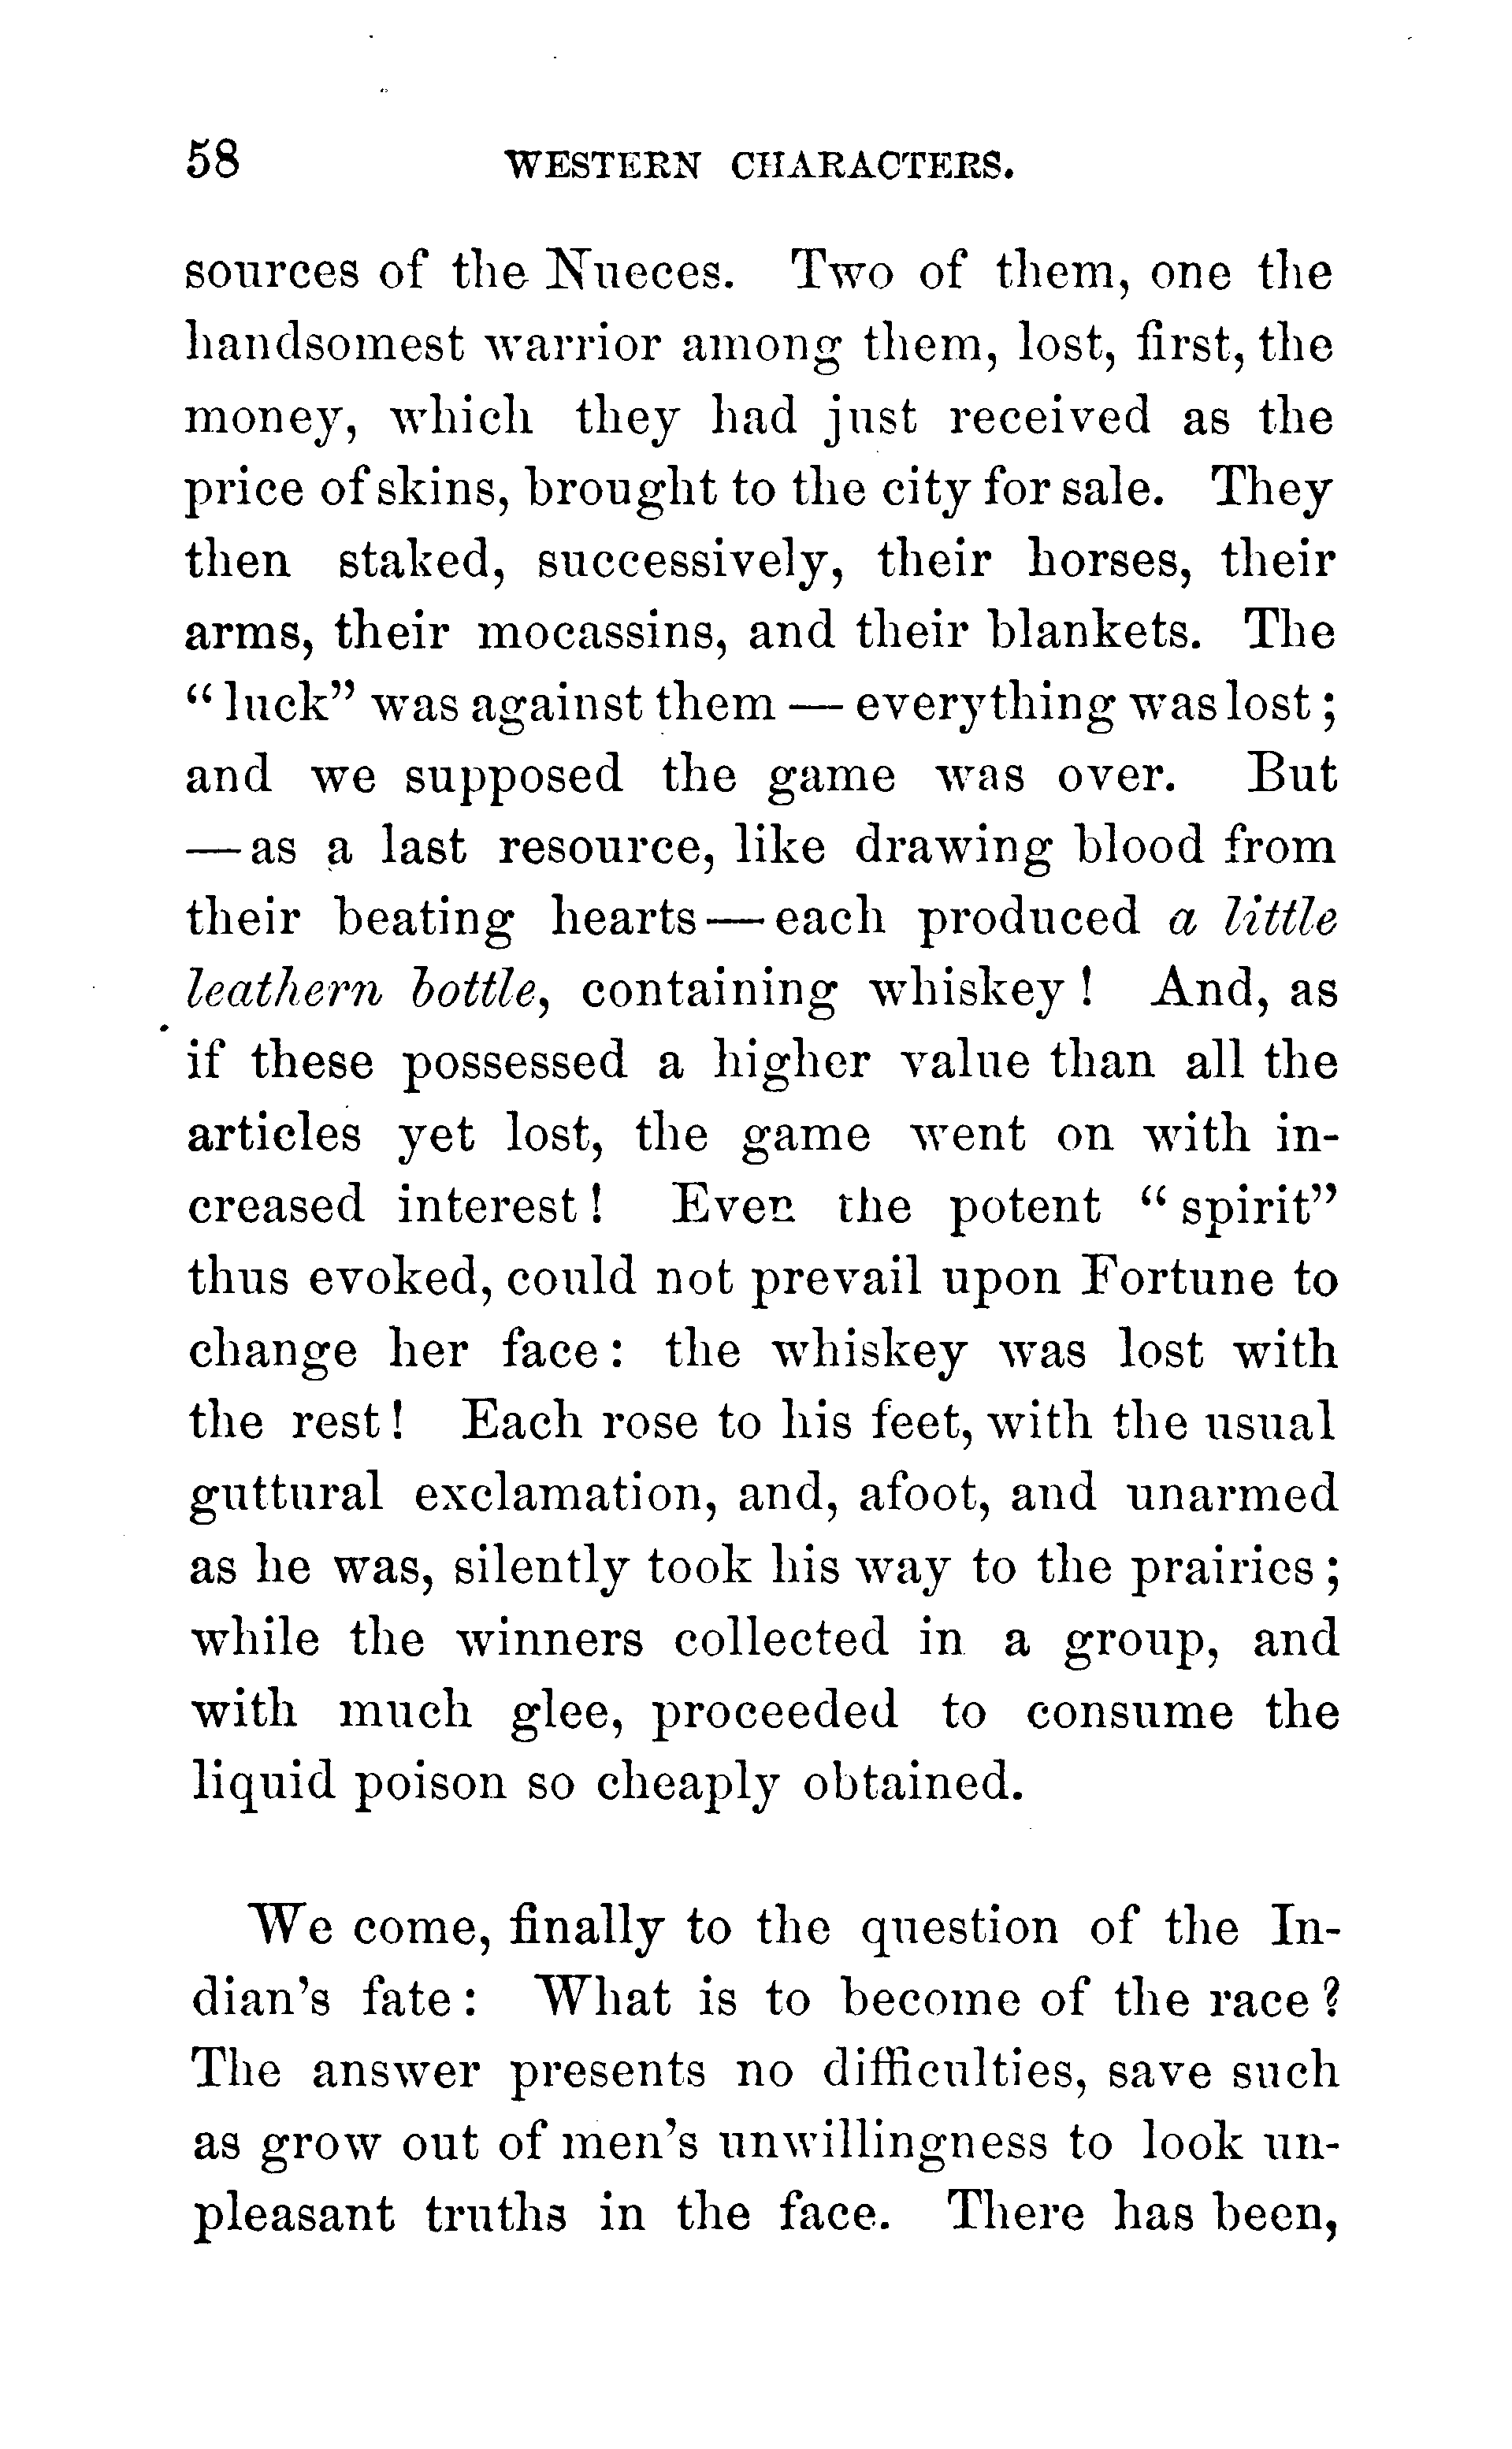 58 WESTERN CHARACTERS.
sources of the Nueces. Two of them, one the
handsomest warrior among them, lost, first, the
money, which they had just received as the
price of skins, brought to the city for sale. They
then staked, successively, their horses, their
arms, their mocassins, and their blankets. The
“luck” was against them — everything was lost;
and we supposed the game was over. But
— as a last resource, like drawing blood from
their beating hearts — each produced a little
leathern bottle, containing whiskey! And, as
if these possessed a higher value than all the
articles yet lost, the game went on with in-
creased interest! Even the potent “spirit”
thus evoked, could not prevail upon Fortune to
change her face: the whiskey was lost with
the rest! Each rose to his feet, with the usual
guttural exclamation, and, afoot, and unarmed
as he was, silently took his way to the prairies;
while the winners collected in a group, and
with much glee, proceeded to consume the
liquid poison so cheaply obtained.
We come, finally to the question of the In-
dian's fate: What is to become of the race?
The answer presents no difficulties, save such
as grow out of men's unwillingness to look un-
pleasant truths in the face. There has been,